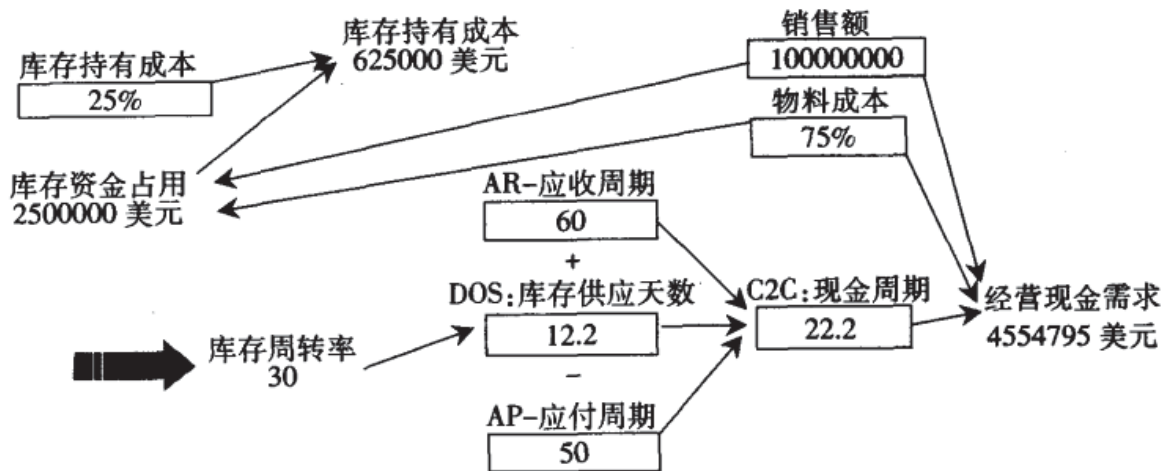 库存持有成本
625000 美元
销售额
100000000
库存持有成本
25%
物料成本
75%
库存资金占用
2500000 美元
AR-应收周期
60
+
DOS:库存供应天数
12.2
C2C:现金周期
22.2
经营现金需求
4554795 美元
库存周转率
30
-
AP-应付周期
50